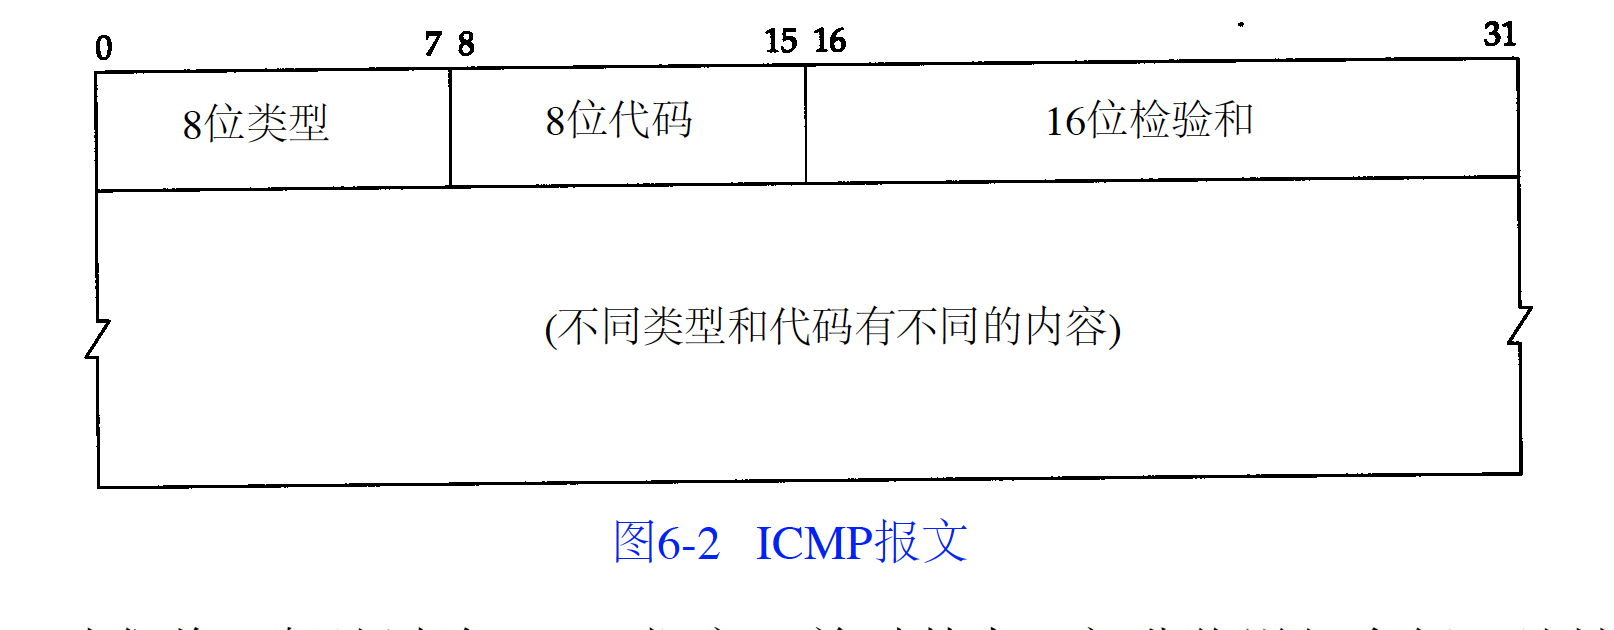 0 7 8 15 16 31
8位类型 8位代码 16位检验和
(不同类型和代码有不同的内容)
图6-2 ICMP报文